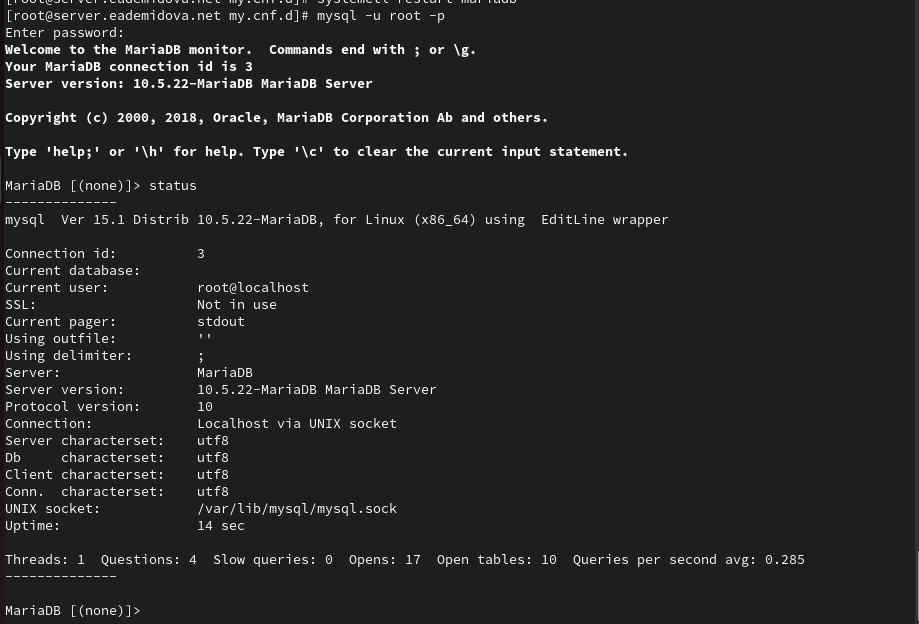 [root@server.eademidova.net my.cnf.d]# systemctl restart mariadb
[root@server.eademidova.net my.cnf.d]# mysql -u root -p
Enter password:
Welcome to the MariaDB monitor.  Commands end with ; or \g.
Your MariaDB connection id is 3
Server version: 10.5.22-MariaDB MariaDB Server
Copyright (c) 2000, 2018, Oracle, MariaDB Corporation Ab and others.
Type 'help;' or '\h' for help. Type '\c' to clear the current input statement.
MariaDB [(none)]> status
--------------
mysql  Ver 15.1 Distrib 10.5.22-MariaDB, for Linux (x86_64) using  EditLine wrapper
Connection id:          3
Current database:
Current user:           root@localhost
SSL:                    Not in use
Current pager:          stdout
Using outfile:          ''
Using delimiter:        ;
Server:                 MariaDB
Server version:         10.5.22-MariaDB MariaDB Server
Protocol version:       10
Connection:             Localhost via UNIX socket
Server characterset:    utf8
Db     characterset:    utf8
Client characterset:    utf8
Conn.  characterset:    utf8
UNIX socket:            /var/lib/mysql/mysql.sock
Uptime:                 14 sec
Threads: 1  Questions: 4  Slow queries: 0  Opens: 17  Open tables: 10  Queries per second avg: 0.285
--------------
MariaDB [(none)]>